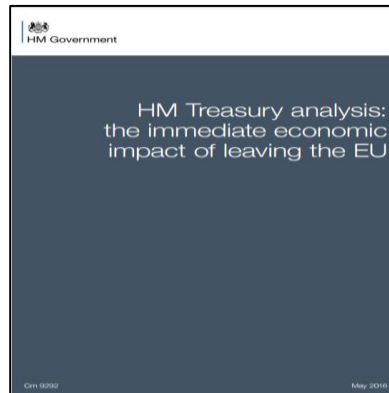 HM Government
HM Treasury analysis:
the immediate economic
impact of leaving the EU
Cm 9292
May 2016